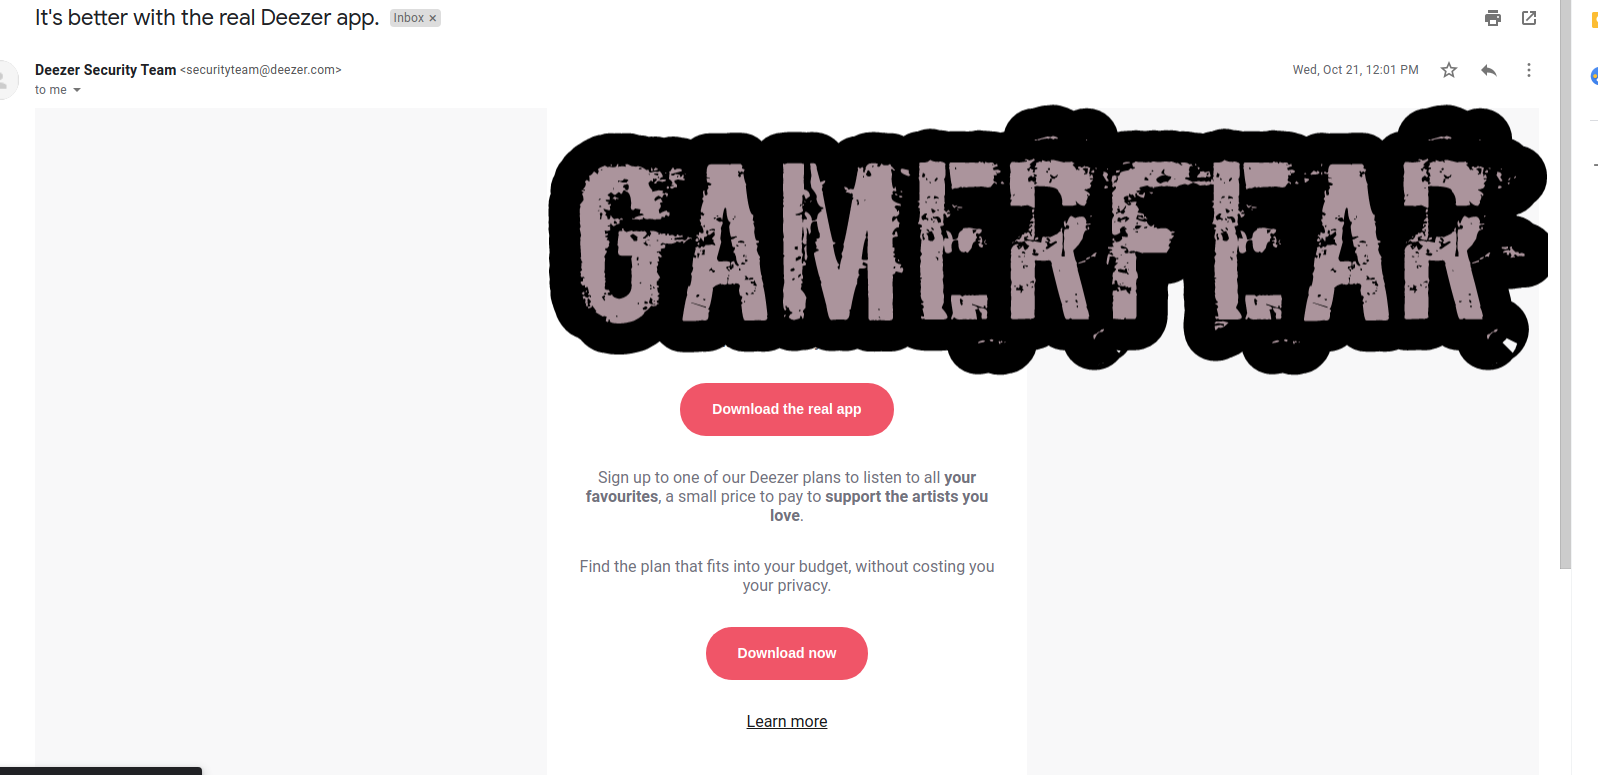 It's better with the real Deezer app. Inbox ×
Deezer Security Team <securityteam@deezer.com> Wed, Oct 21, 12:01 PM
to me
GAMERFEAR
Download the real app
Sign up to one of our Deezer plans to listen to all your
favourites, a small price to pay to support the artists you
love.
Find the plan that fits into your budget, without costing you
your privacy.
Download now
Learn more